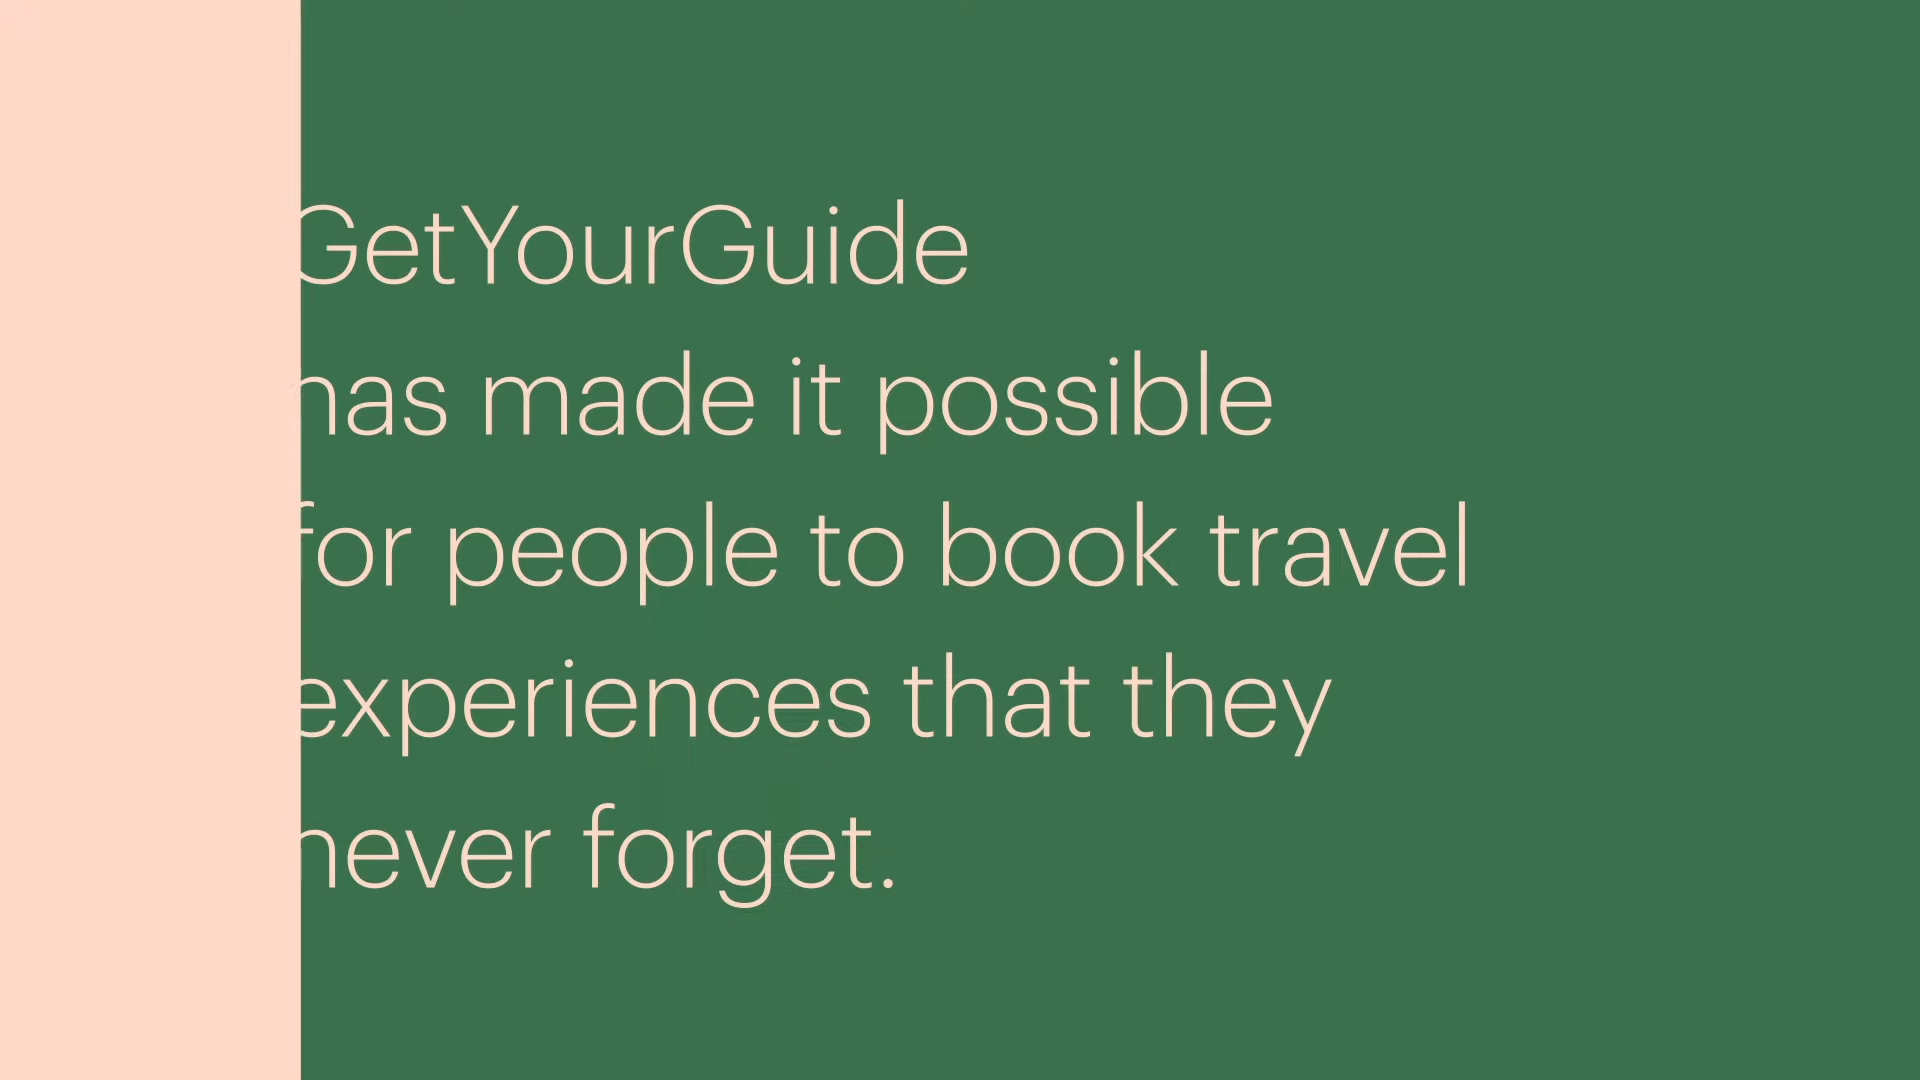 GetYourGuide
has made it possible
for people to book travel
experiences that they
never forget.